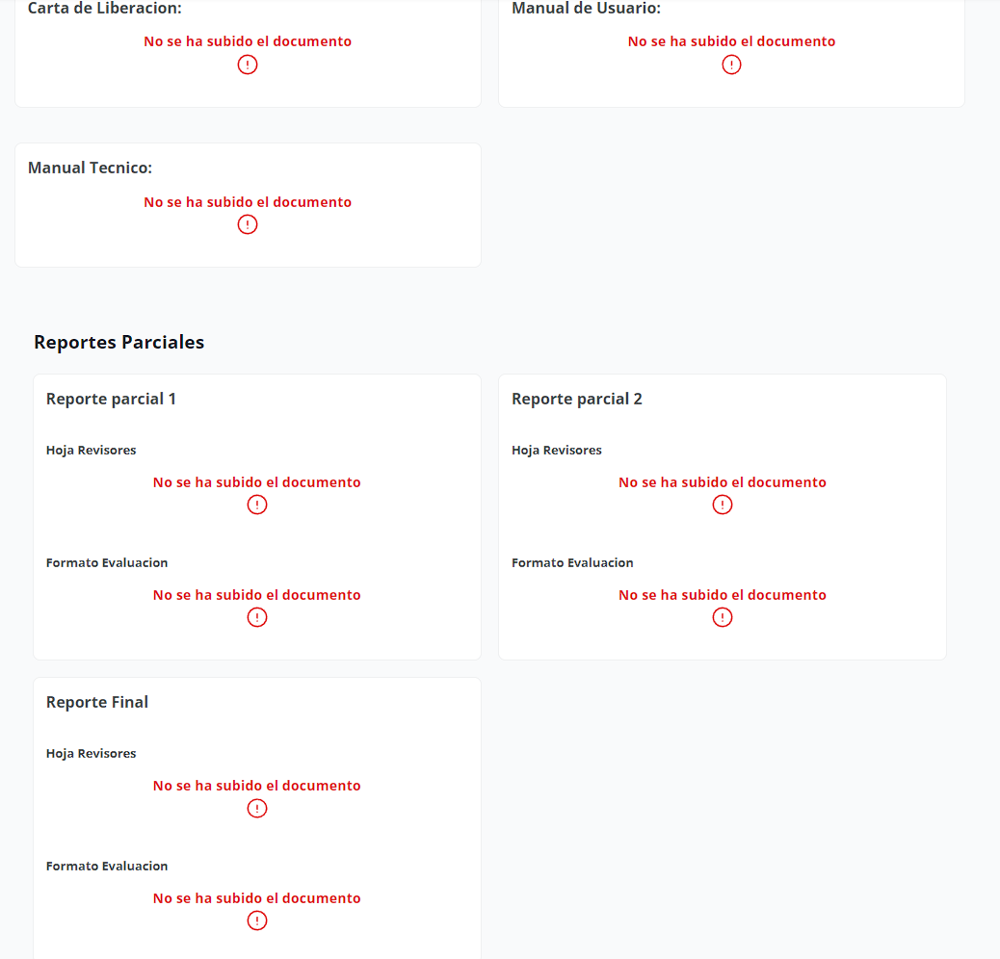 Carta de Liberacion:
No se ha subido el documento
Manual de Usuario:
No se ha subido el documento
Manual Tecnico:
No se ha subido el documento
Reportes Parciales
Reporte parcial 1
Hoja Revisores
No se ha subido el documento
Formato Evaluacion
No se ha subido el documento
Reporte parcial 2
Hoja Revisores
No se ha subido el documento
Formato Evaluacion
No se ha subido el documento
Reporte Final
Hoja Revisores
No se ha subido el documento
Formato Evaluacion
No se ha subido el documento